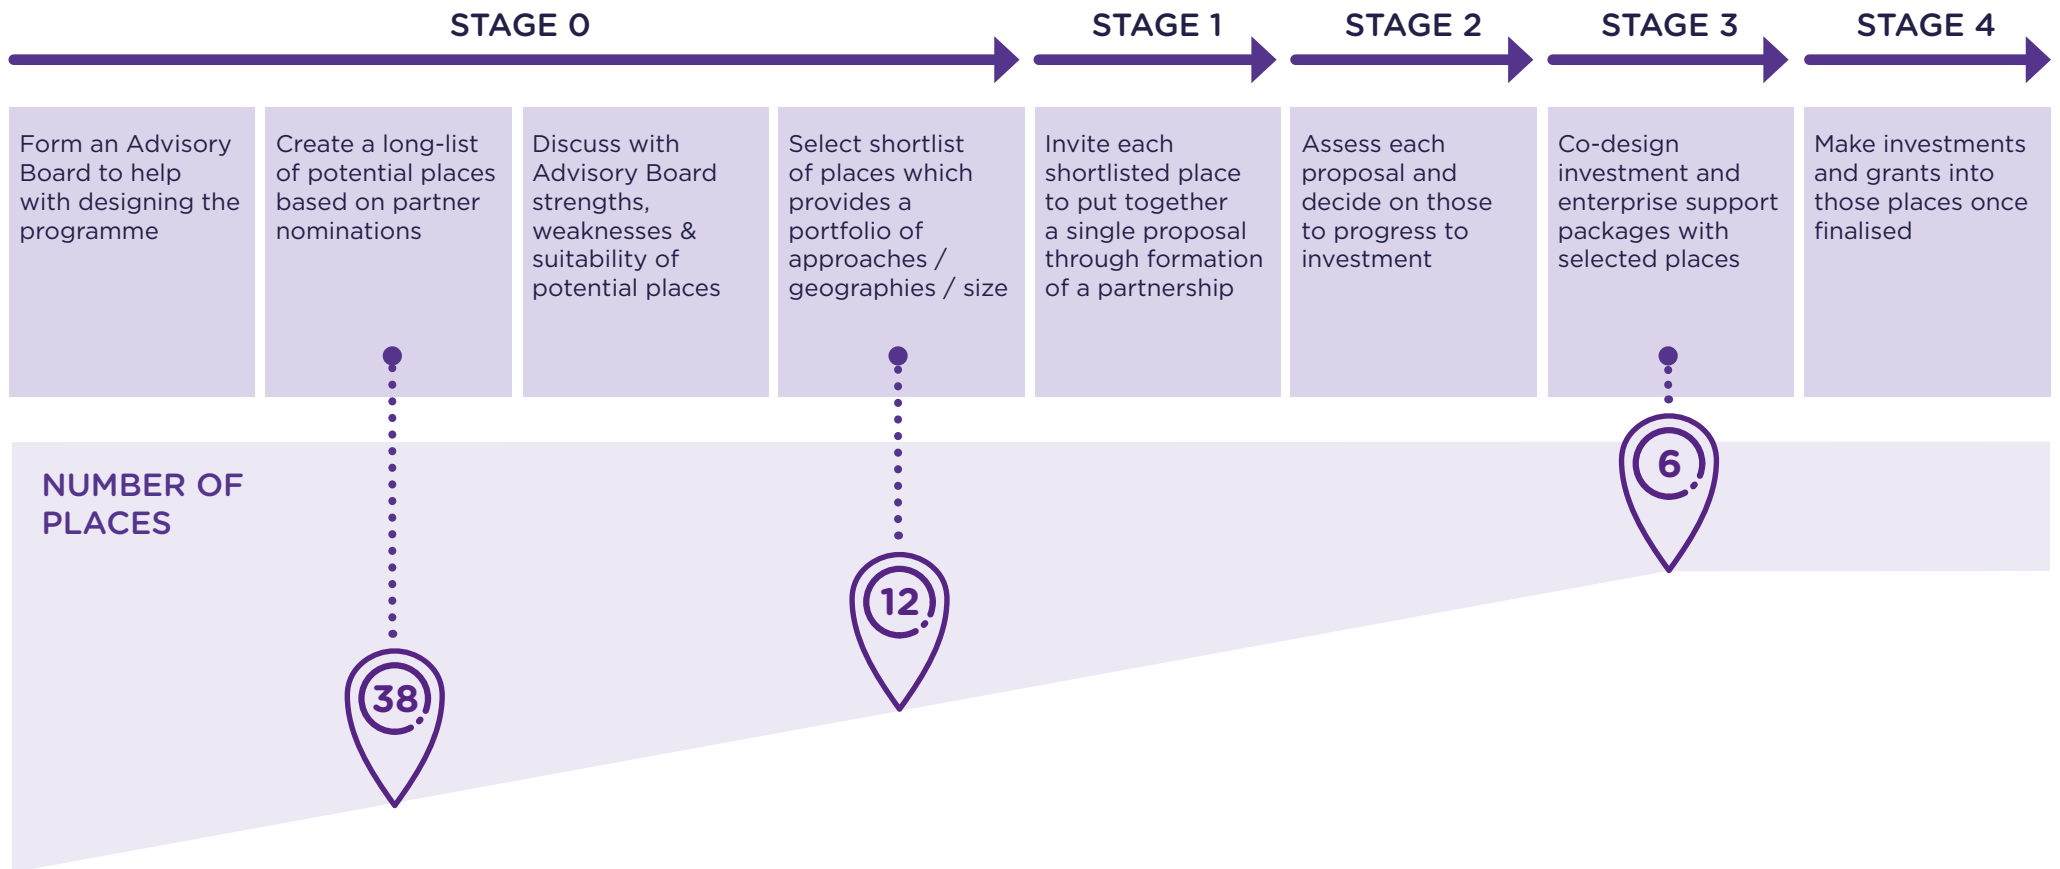 STAGE 0
STAGE 1
STAGE 2
STAGE 3
STAGE 4
Form an Advisory
Board to help
with designing the
programme
Create a long-list
of potential places
based on partner
nominations
Discuss with
Advisory Board
strengths,
weaknesses &
suitability of
potential places
Select shortlist
of places which
provides a
portfolio of
approaches /
geographies / size
Invite each
shortlisted place
to put together
a single proposal
through formation
of a partnership
Assess each
proposal and
decide on those
to progress to
investment
Co-design
investment and
enterprise support
packages with
selected places
Make investments
and grants into
those places once
finalised
NUMBER OF
PLACES
38
12
6